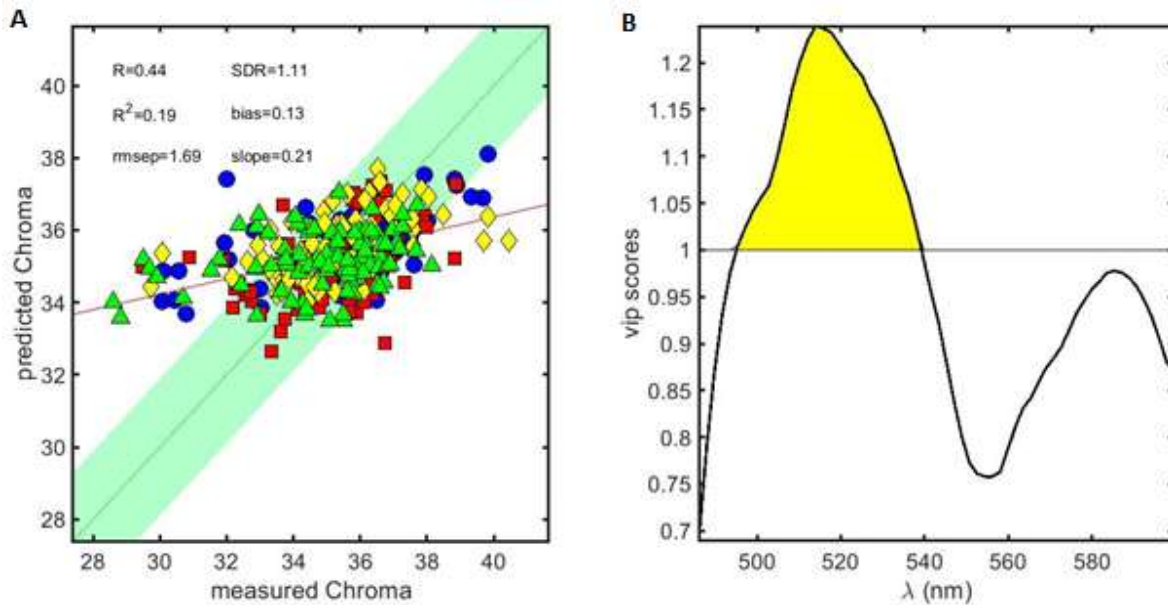 A
R=0.44 SDR=1.11
R²=0.19 bias=0.13
rmsep=1.69 slope=0.21
40
38
36
34
32
30
28
28 30 32 34 36 38 40
predicted Chroma
measured Chroma
B
1.2
1.15
1.1
1.05
1
0.95
0.9
0.85
0.8
0.75
0.7
500 520 540 560 580
vip scores
λ (nm)